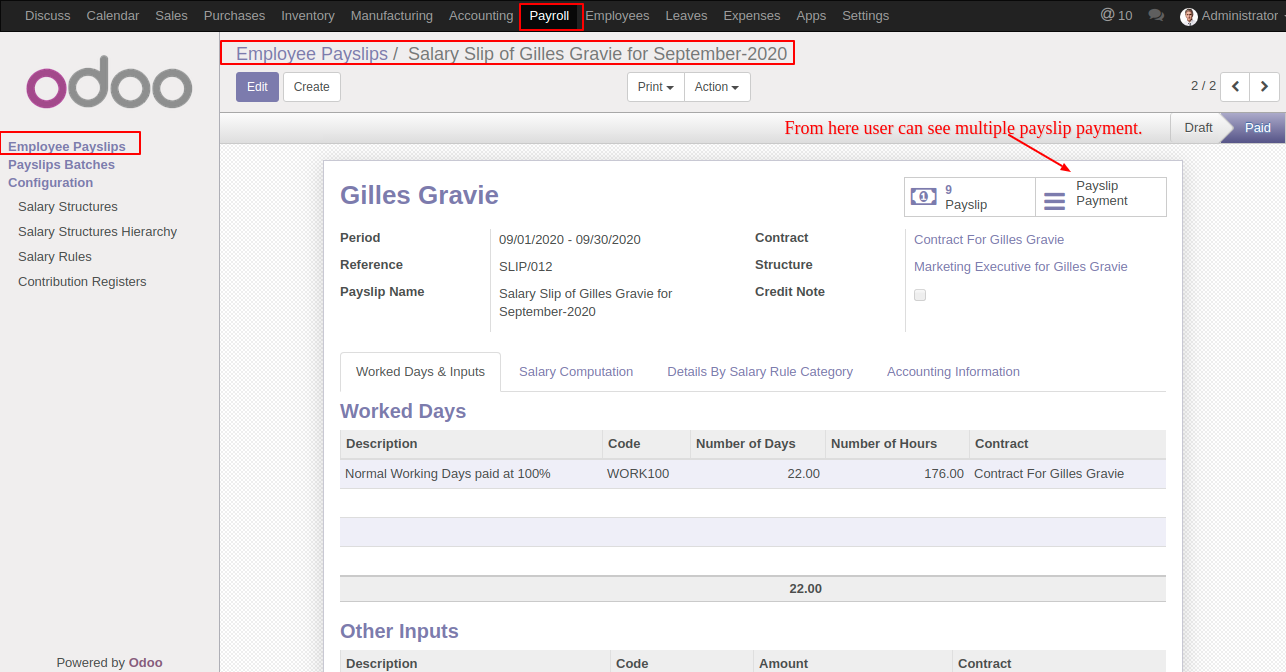 Discuss Calendar Sales Purchases Inventory Manufacturing Accounting Payroll Employees Leaves Expenses Apps Settings @ 10 Administrator
odoo
Employee Payslips / Salary Slip of Gilles Gravie for September-2020
Edit Create Print Action 2 / 2
From here user can see multiple payslip payment. Draft Paid
Employee Payslips
Payslips Batches
Configuration
Salary Structures
Salary Structures Hierarchy
Salary Rules
Contribution Registers
Gilles Gravie
9
Payslip
Payslip
Payment
Period 09/01/2020 - 09/30/2020 Contract Contract For Gilles Gravie
Reference SLIP/012 Structure Marketing Executive for Gilles Gravie
Payslip Name Salary Slip of Gilles Gravie for Credit Note
September-2020
Worked Days & Inputs Salary Computation Details By Salary Rule Category Accounting Information
Worked Days
Description Code Number of Days Number of Hours Contract
Normal Working Days paid at 100% WORK100 22.00 176.00 Contract For Gilles Gravie
22.00
Other Inputs
Description Code Amount Contract
Powered by Odoo